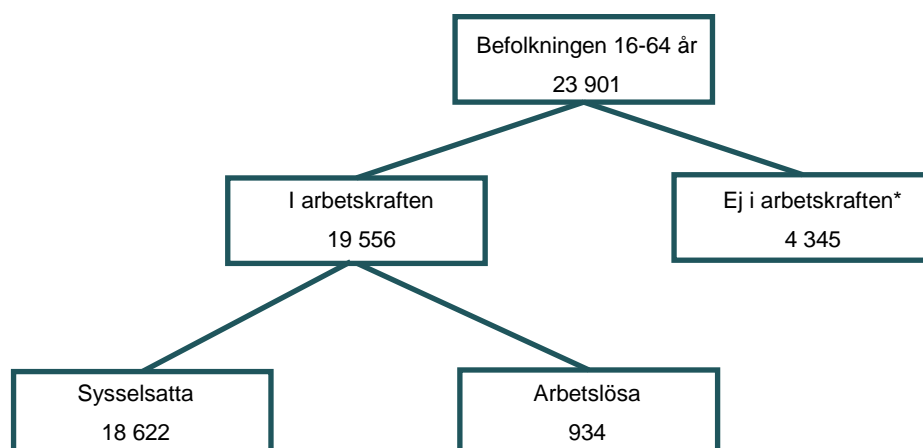 Befolkningen 16-64 år
23 901
I arbetskraften
19 556
Ej i arbetskraften*
4 345
Sysselsatta
18 622
Arbetslösa
934